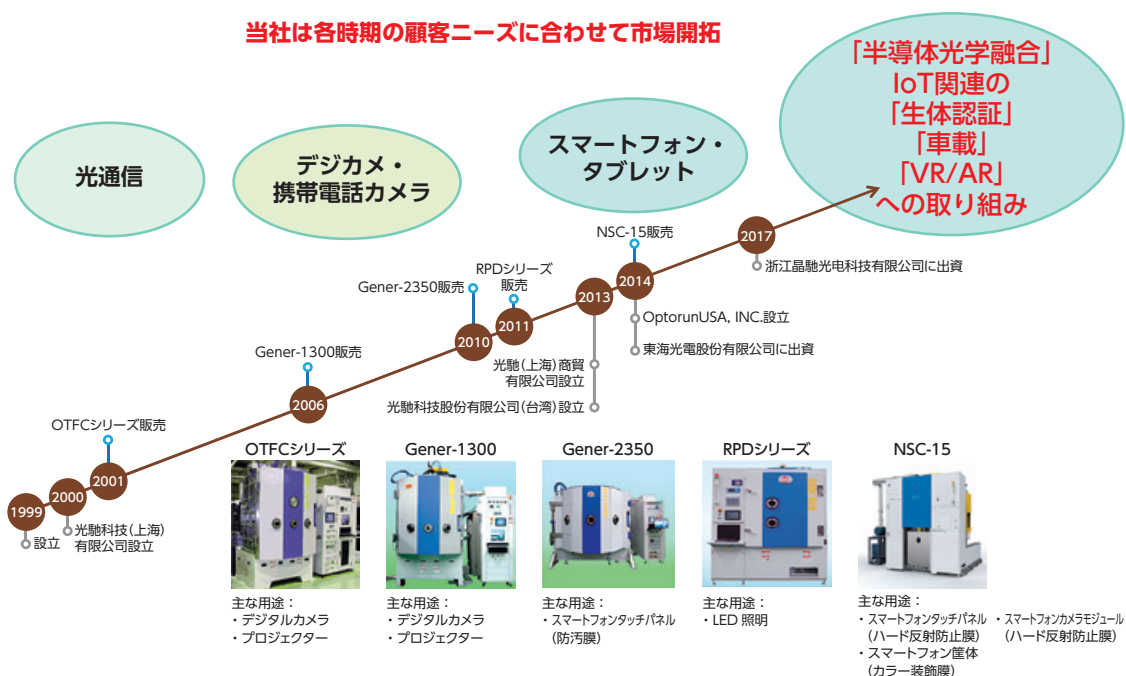 当社は各時期の顧客ニーズに合わせて市場開拓
光通信
デジカメ・
携帯電話カメラ
スマートフォン・
タブレット
「半導体光学融合」
IoT関連の
「生体認証」
「車載」
「VR/AR」
への取り組み
1999
設立
2000
光馳科技(上海)
有限公司設立
2001
OTFCシリーズ販売
2006
Gener-1300販売
2010
Gener-2350販売
2011
RPDシリーズ
販売
2013
光馳(上海)商貿
有限公司設立
光馳科技股份有限公司(台湾)設立
2014
NSC-15販売
OptorunUSA, INC.設立
東海光電股份有限公司に出資
2017
浙江晶馳光电科技有限公司に出資
OTFCシリーズ
主な用途：
・デジタルカメラ
・プロジェクター
Gener-1300
主な用途：
・デジタルカメラ
・プロジェクター
Gener-2350
主な用途：
・スマートフォンタッチパネル
(防汚膜)
RPDシリーズ
主な用途：
・LED 照明
NSC-15
主な用途：
・スマートフォンタッチパネル
(ハード反射防止膜)
・スマートフォン筐体
(カラー装飾膜)
・スマートフォンカメラモジュール
(ハード反射防止膜)